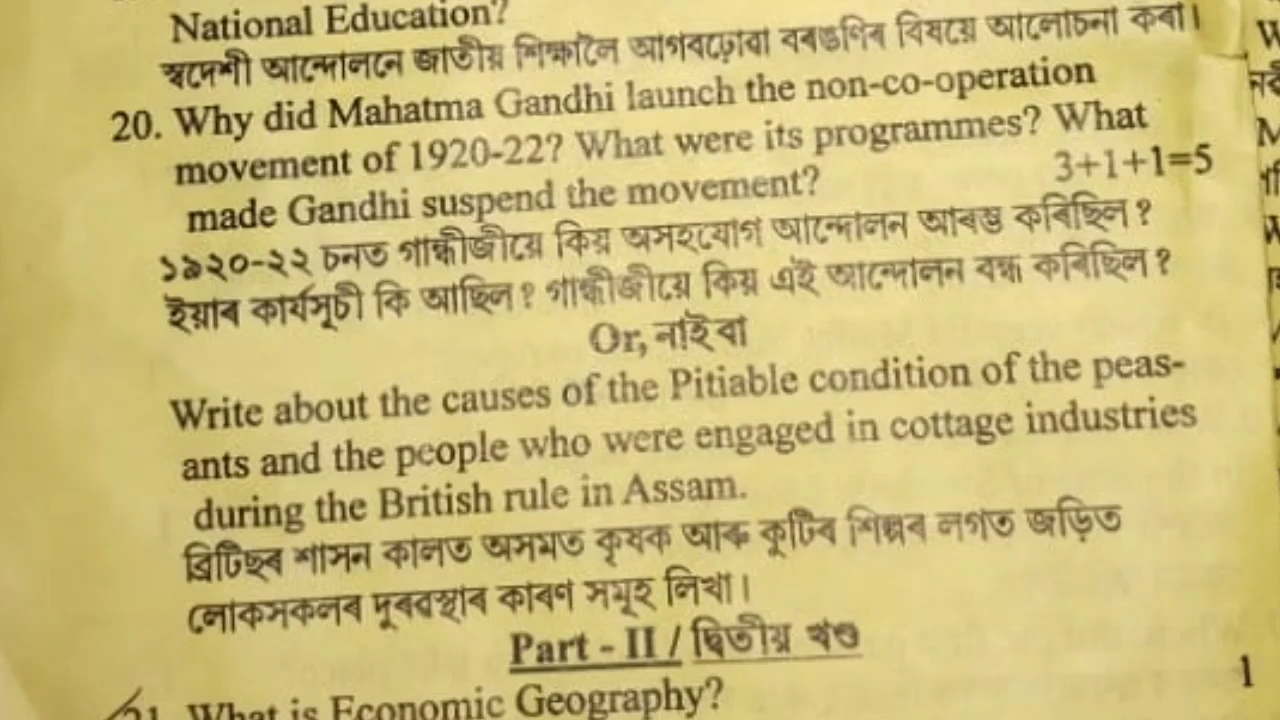 National Education?
স্বদেশী আন্দোলনে জাতীয় শিক্ষালৈ আগবঢ়োৱা বৰঙণিৰ বিষয়ে আলোচনা কৰা।
20. Why did Mahatma Gandhi launch the non-co-operation
movement of 1920-22? What were its programmes? What
made Gandhi suspend the movement? 3+1+1=5
১৯২০-২২ চনত গান্ধীজীয়ে কিয় অসহযোগ আন্দোলন আৰম্ভ কৰিছিল?
ইয়াৰ কাৰ্যসূচী কি আছিল? গান্ধীজীয়ে কিয় এই আন্দোলন বন্ধ কৰিছিল?
Or, নাইবা
Write about the causes of the Pitiable condition of the peas-
ants and the people who were engaged in cottage industries
during the British rule in Assam.
ব্ৰিটিছৰ শাসন কালত অসমত কৃষক আৰু কুটিৰ শিল্পৰ লগত জড়িত
লোকসকলৰ দূৰৱস্থাৰ কাৰণ সমূহ লিখা।
Part - II / দ্বিতীয় খণ্ড
21. What is Economic Geography? 1